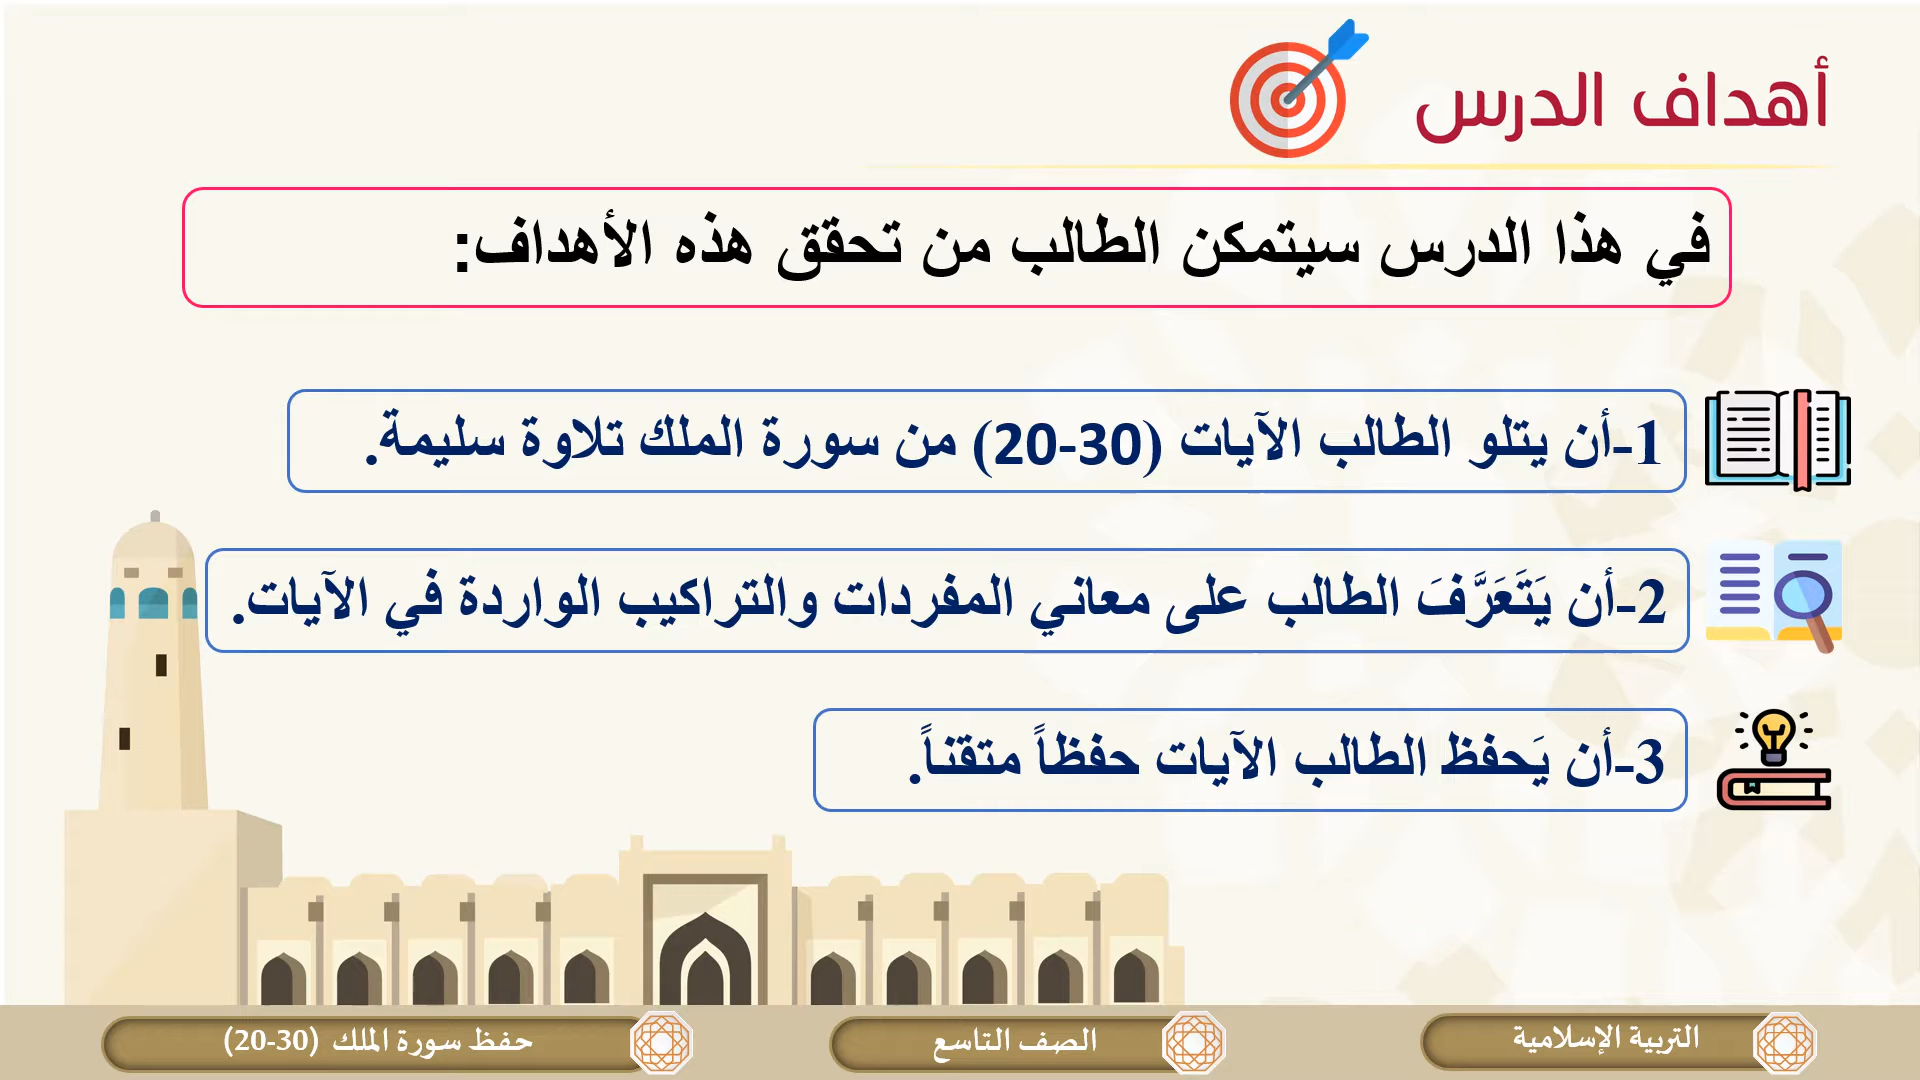 أهداف الدرس
في هذا الدرس سيتمكن الطالب من تحقق هذه الأهداف:
1-أن يتلو الطالب الآيات (20-30) من سورة الملك تلاوة سليمة.
2-أن يَتَعَرَّفَ الطالب على معاني المفردات والتراكيب الواردة في الآيات.
3-أن يَحفظ الطالب الآيات حفظاً متقناً.
التربية الإسلامية
الصف التاسع
حفظ سورة الملك (20-30)